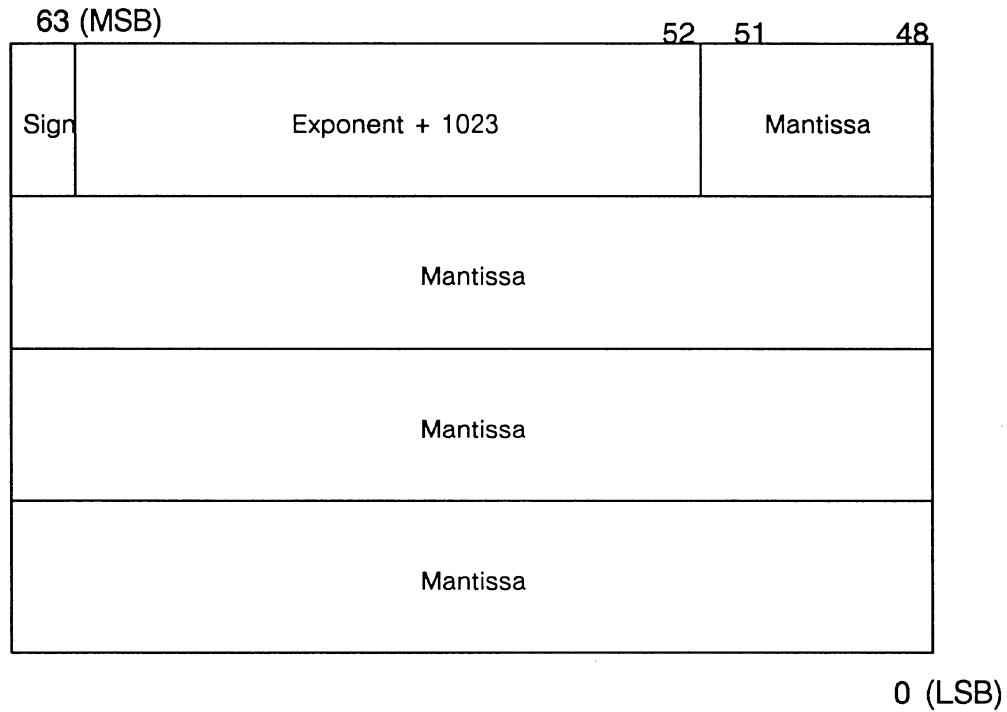 63 (MSB)
52 51 48
Sign Exponent + 1023 Mantissa
Mantissa
Mantissa
Mantissa
0 (LSB)